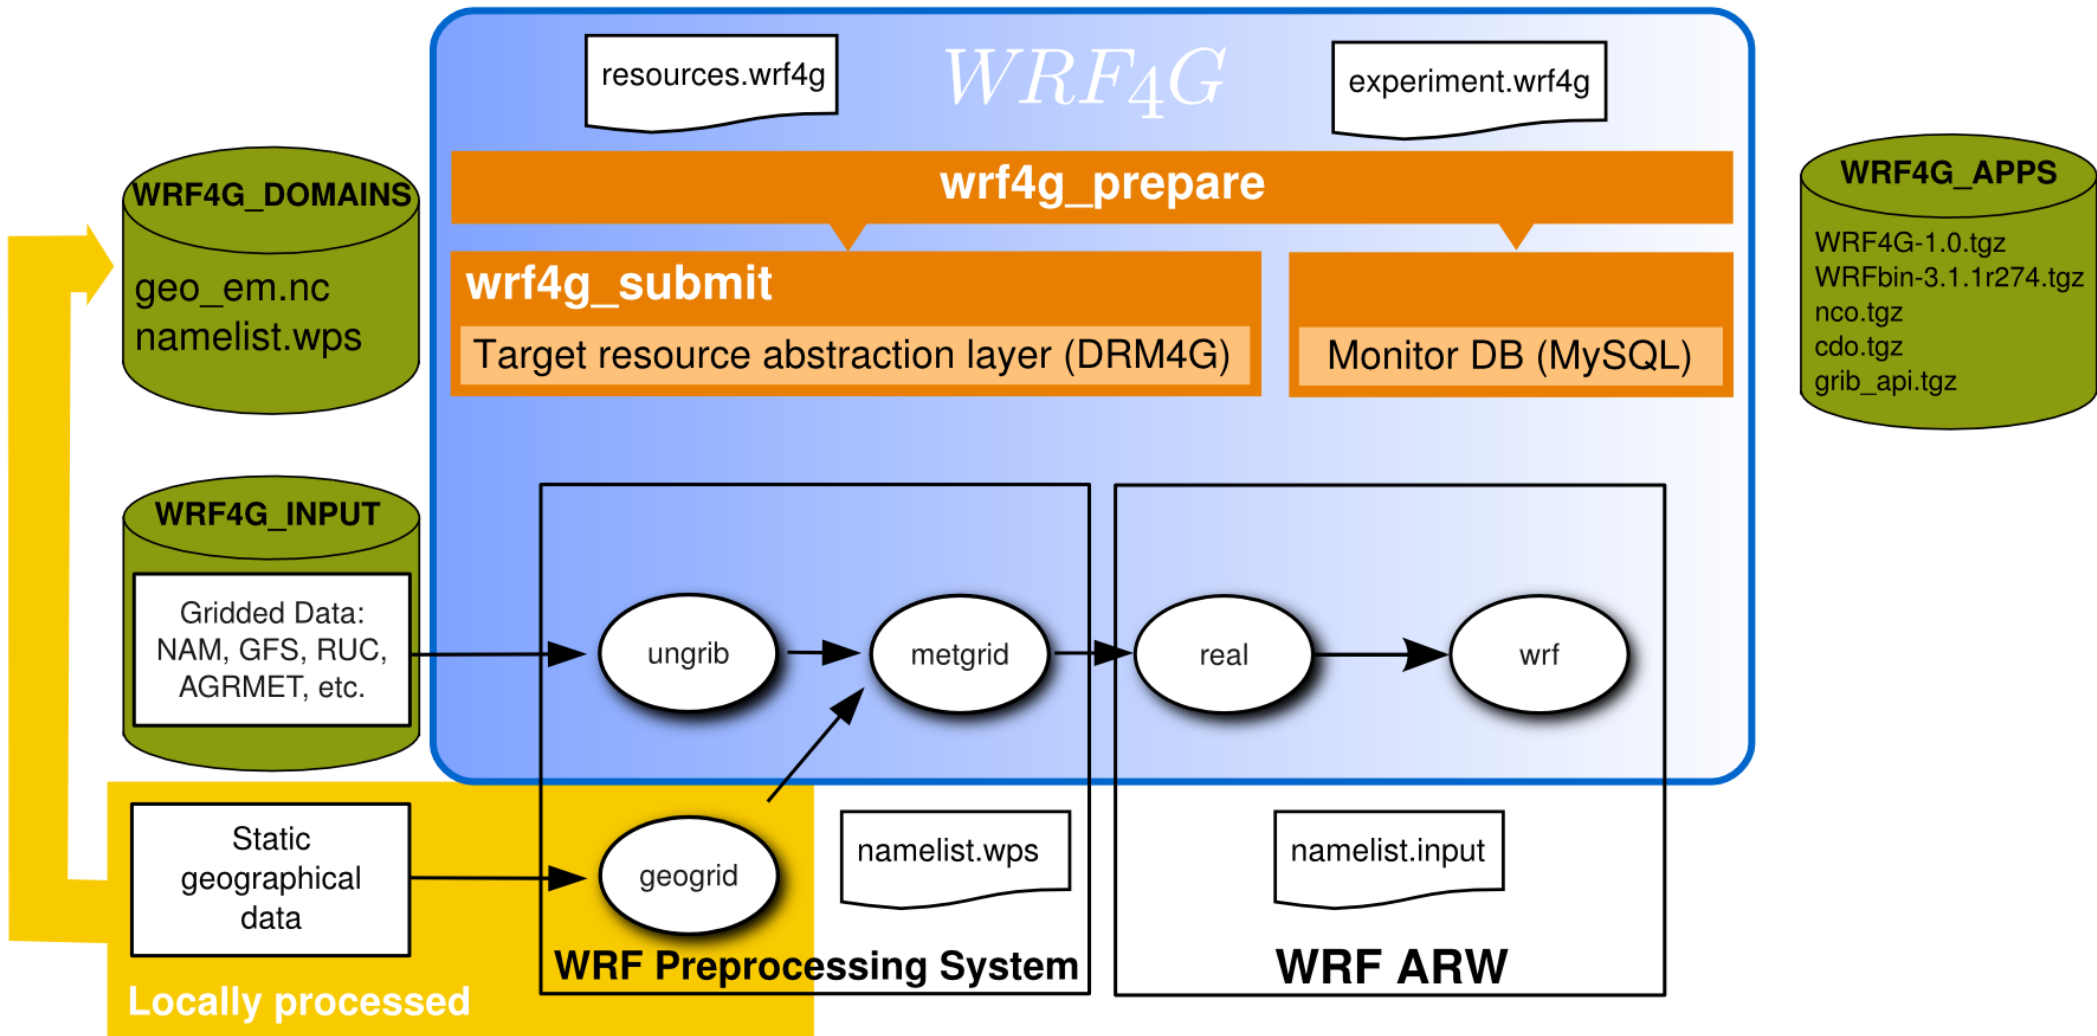 resources.wrf4g
WRF4G
experiment.wrf4g
wrf4g_prepare
wrf4g_submit
Target resource abstraction layer (DRM4G)
Monitor DB (MySQL)
WRF4G_DOMAINS
geo_em.nc
namelist.wps
WRF4G_APPS
WRF4G-1.0.tgz
WRFbin-3.1.1r274.tgz
nco.tgz
cdo.tgz
grib_api.tgz
WRF4G_INPUT
Gridded Data:
NAM, GFS, RUC,
AGRMET, etc.
ungrib
metgrid
real
wrf
Static
geographical
data
geogrid
namelist.wps
namelist.input
WRF Preprocessing System
WRF ARW
Locally processed